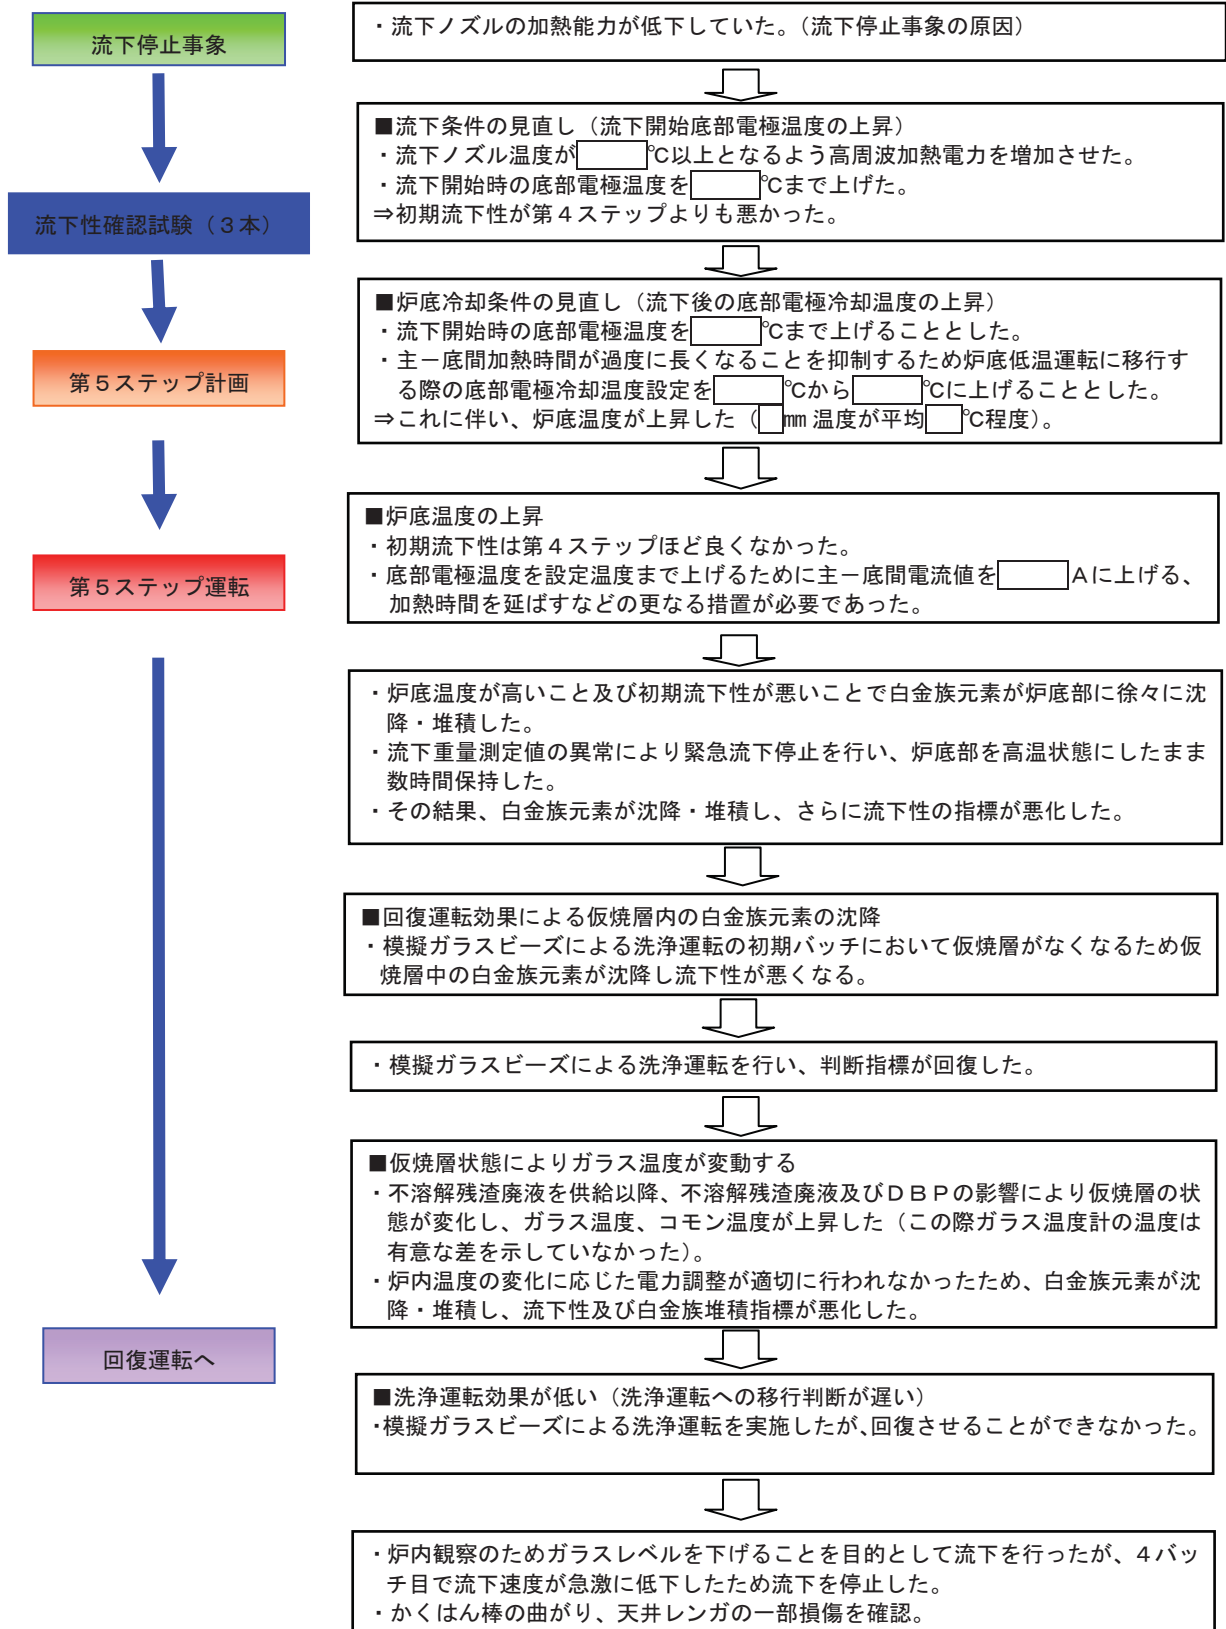 流下停止事象
流下性確認試験（３本）
第５ステップ計画
第５ステップ運転
回復運転へ
・流下ノズルの加熱能力が低下していた。（流下停止事象の原因）
■流下条件の見直し（流下開始底部電極温度の上昇）
・流下ノズル温度が　　　℃以上となるよう高周波加熱電力を増加させた。
・流下開始時の底部電極温度を　　　℃まで上げた。
⇒初期流下性が第４ステップよりも悪かった。
■炉底冷却条件の見直し（流下後の底部電極冷却温度の上昇）
・流下開始時の底部電極温度を　　　℃まで上げることとした。
・主－底間加熱時間が過度に長くなることを抑制するため炉底低温運転に移行す
る際の底部電極冷却温度設定を　　　℃から　　　℃に上げることとした。
⇒これに伴い、炉底温度が上昇した（　㎜ 温度が平均　　℃程度）。
■炉底温度の上昇
・初期流下性は第４ステップほど良くなかった。
・底部電極温度を設定温度まで上げるために主－底間電流値を　　　Ａに上げる、
加熱時間を延ばすなどの更なる措置が必要であった。
・炉底温度が高いこと及び初期流下性が悪いことで白金族元素が炉底部に徐々に沈
降・堆積した。
・流下重量測定値の異常により緊急流下停止を行い、炉底部を高温状態にしたまま
数時間保持した。
・その結果、白金族元素が沈降・堆積し、さらに流下性の指標が悪化した。
■回復運転効果による仮焼層内の白金族元素の沈降
・模擬ガラスビーズによる洗浄運転の初期バッチにおいて仮焼層がなくなるため仮
焼層中の白金族元素が沈降し流下性が悪くなる。
・模擬ガラスビーズによる洗浄運転を行い、判断指標が回復した。
■仮焼層状態によりガラス温度が変動する
・不溶解残渣廃液を供給以降、不溶解残渣廃液及びＤＢＰの影響により仮焼層の状
態が変化し、ガラス温度、コモン温度が上昇した（この際ガラス温度計の温度は
有意な差を示していなかった）。
・炉内温度の変化に応じた電力調整が適切に行われなかったため、白金族元素が沈
降・堆積し、流下性及び白金族堆積指標が悪化した。
■洗浄運転効果が低い（洗浄運転への移行判断が遅い）
・模擬ガラスビーズによる洗浄運転を実施したが、回復させることができなかった。
・炉内観察のためガラスレベルを下げることを目的として流下を行ったが、４バッ
チ目で流下速度が急激に低下したため流下を停止した。
・かくはん棒の曲がり、天井レンガの一部損傷を確認。